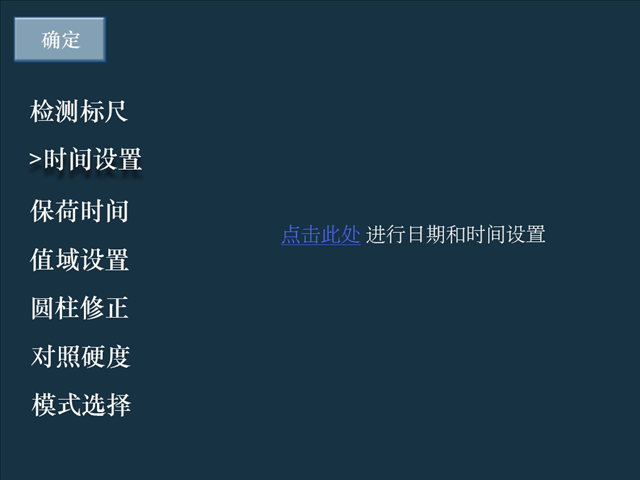 确定
检测标尺
>时间设置
保荷时间
点击此处 进行日期和时间设置
值域设置
圆柱修正
对照硬度
模式选择